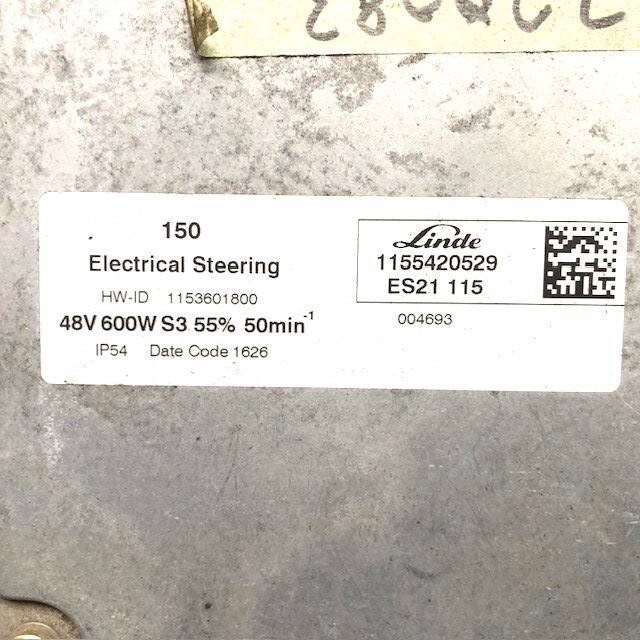 150
Electrical Steering
HW-ID 1153601800
48V 600W S3 55% 50min⁻¹
IP54 Date Code 1626
Linde
1155420529
ES21 115
004693